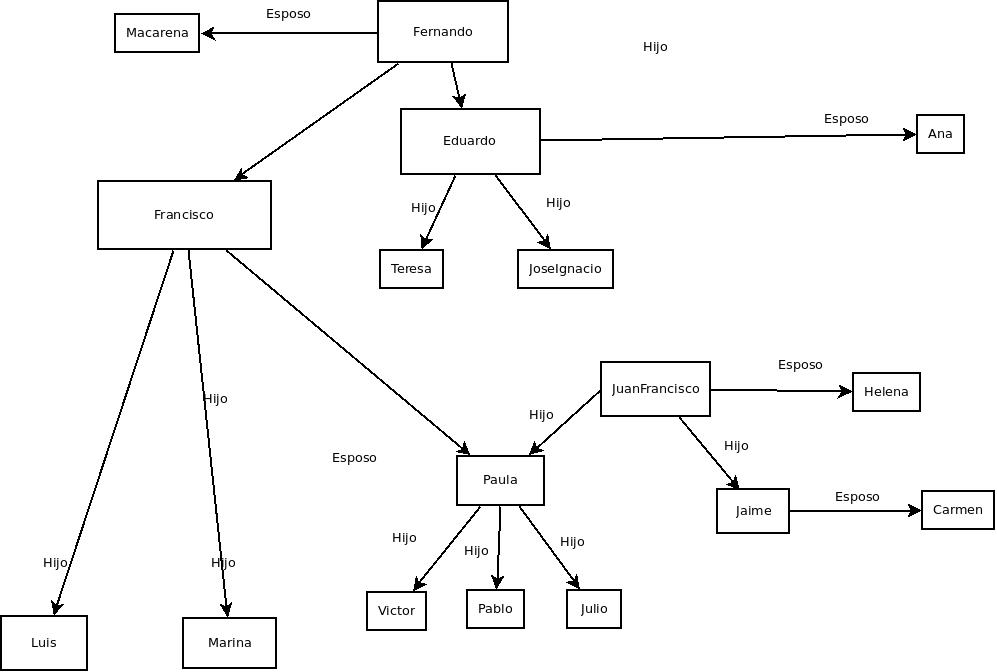 Esposo
Macarena
Fernando
Hijo
Esposo
Eduardo
Ana
Hijo
Hijo
Francisco
Teresa
JoseIgnacio
Esposo
JuanFrancisco
Helena
Hijo
Hijo
Hijo
Esposo
Paula
Esposo
Jaime
Carmen
Hijo
Hijo
Hijo
Hijo
Hijo
Victor
Pablo
Julio
Luis
Marina